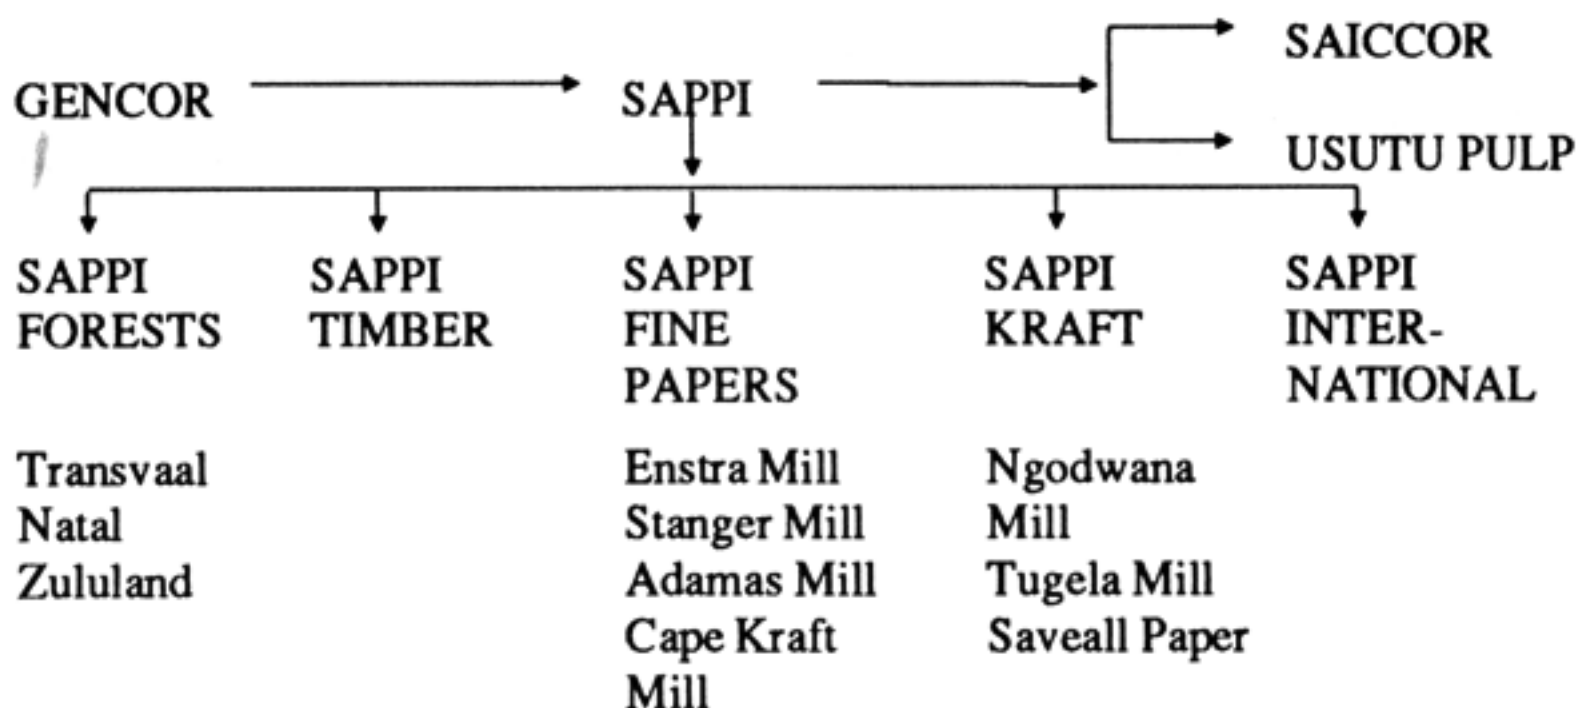 GENCOR
SAPPI
SAICCOR
USUTU PULP
SAPPI
FORESTS
Transvaal
Natal
Zululand
SAPPI
TIMBER
SAPPI
FINE
PAPERS
Enstra Mill
Stanger Mill
Adamas Mill
Cape Kraft
Mill
SAPPI
KRAFT
Ngodwana
Mill
Tugela Mill
Saveall Paper
SAPPI
INTER-
NATIONAL